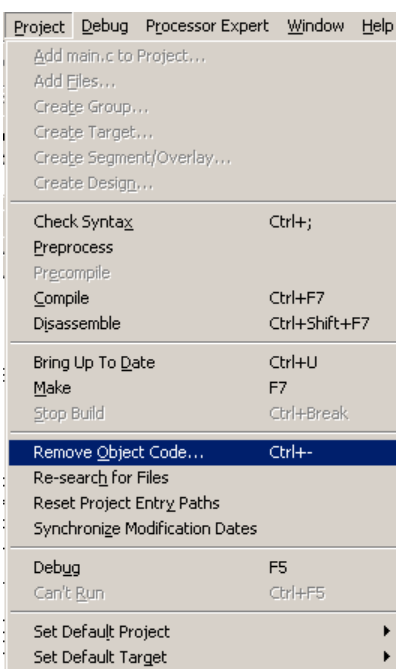 Project Debug Processor Expert Window Help
Add main.c to Project...
Add Files...
Create Group...
Create Target...
Create Segment/Overlay...
Create Design...
Check Syntax Ctrl+;
Preprocess
Precompile
Compile Ctrl+F7
Disassemble Ctrl+Shift+F7
Bring Up To Date Ctrl+U
Make F7
Stop Build Ctrl+Break
Remove Object Code... Ctrl+-
Re-search for Files
Reset Project Entry Paths
Synchronize Modification Dates
Debug F5
Can't Run Ctrl+F5
Set Default Project
Set Default Target